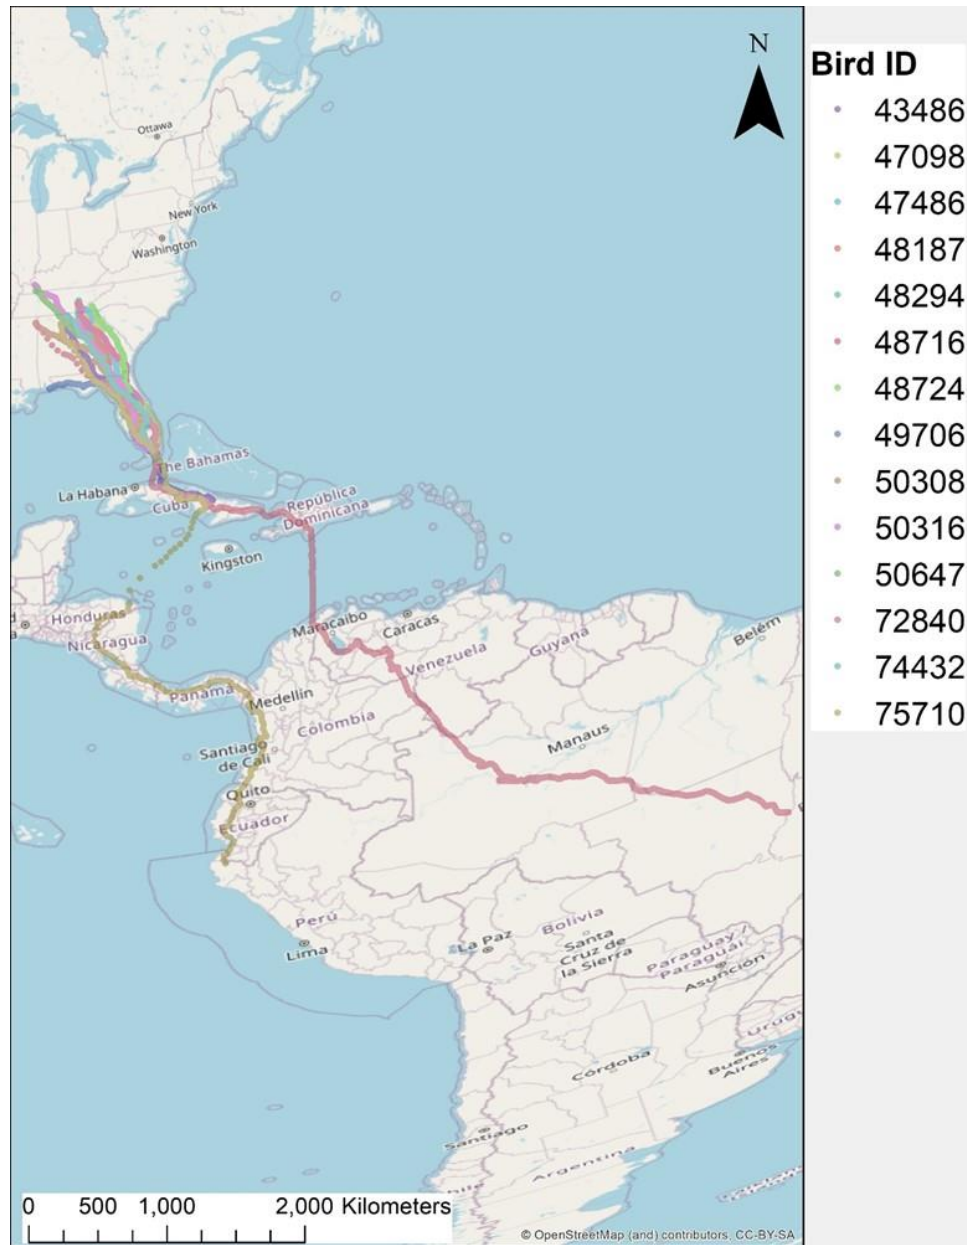 Ottawa
New York
Washington
N
The Bahamas
La Habana
Cuba
República
Dominicana
Kingston
Honduras
Nicaragua
Maracaibo
Caracas
Venezuela
Guyana
Belém
Panamá
Medellín
Colombia
Santiago
de Cali
Manaus
Quito
Ecuador
Perú
Lima
Bolivia
La Paz
Santa
Cruz de
la Sierra
Paraguay /
Paraguái
Asunción
Córdoba
Buenos
Aires
Santiago
Argentina
0 500 1,000 2,000 Kilometers
© OpenStreetMap (and) contributors, CC-BY-SA
Bird ID
43486
47098
47486
48187
48294
48716
48724
49706
50308
50316
50647
72840
74432
75710